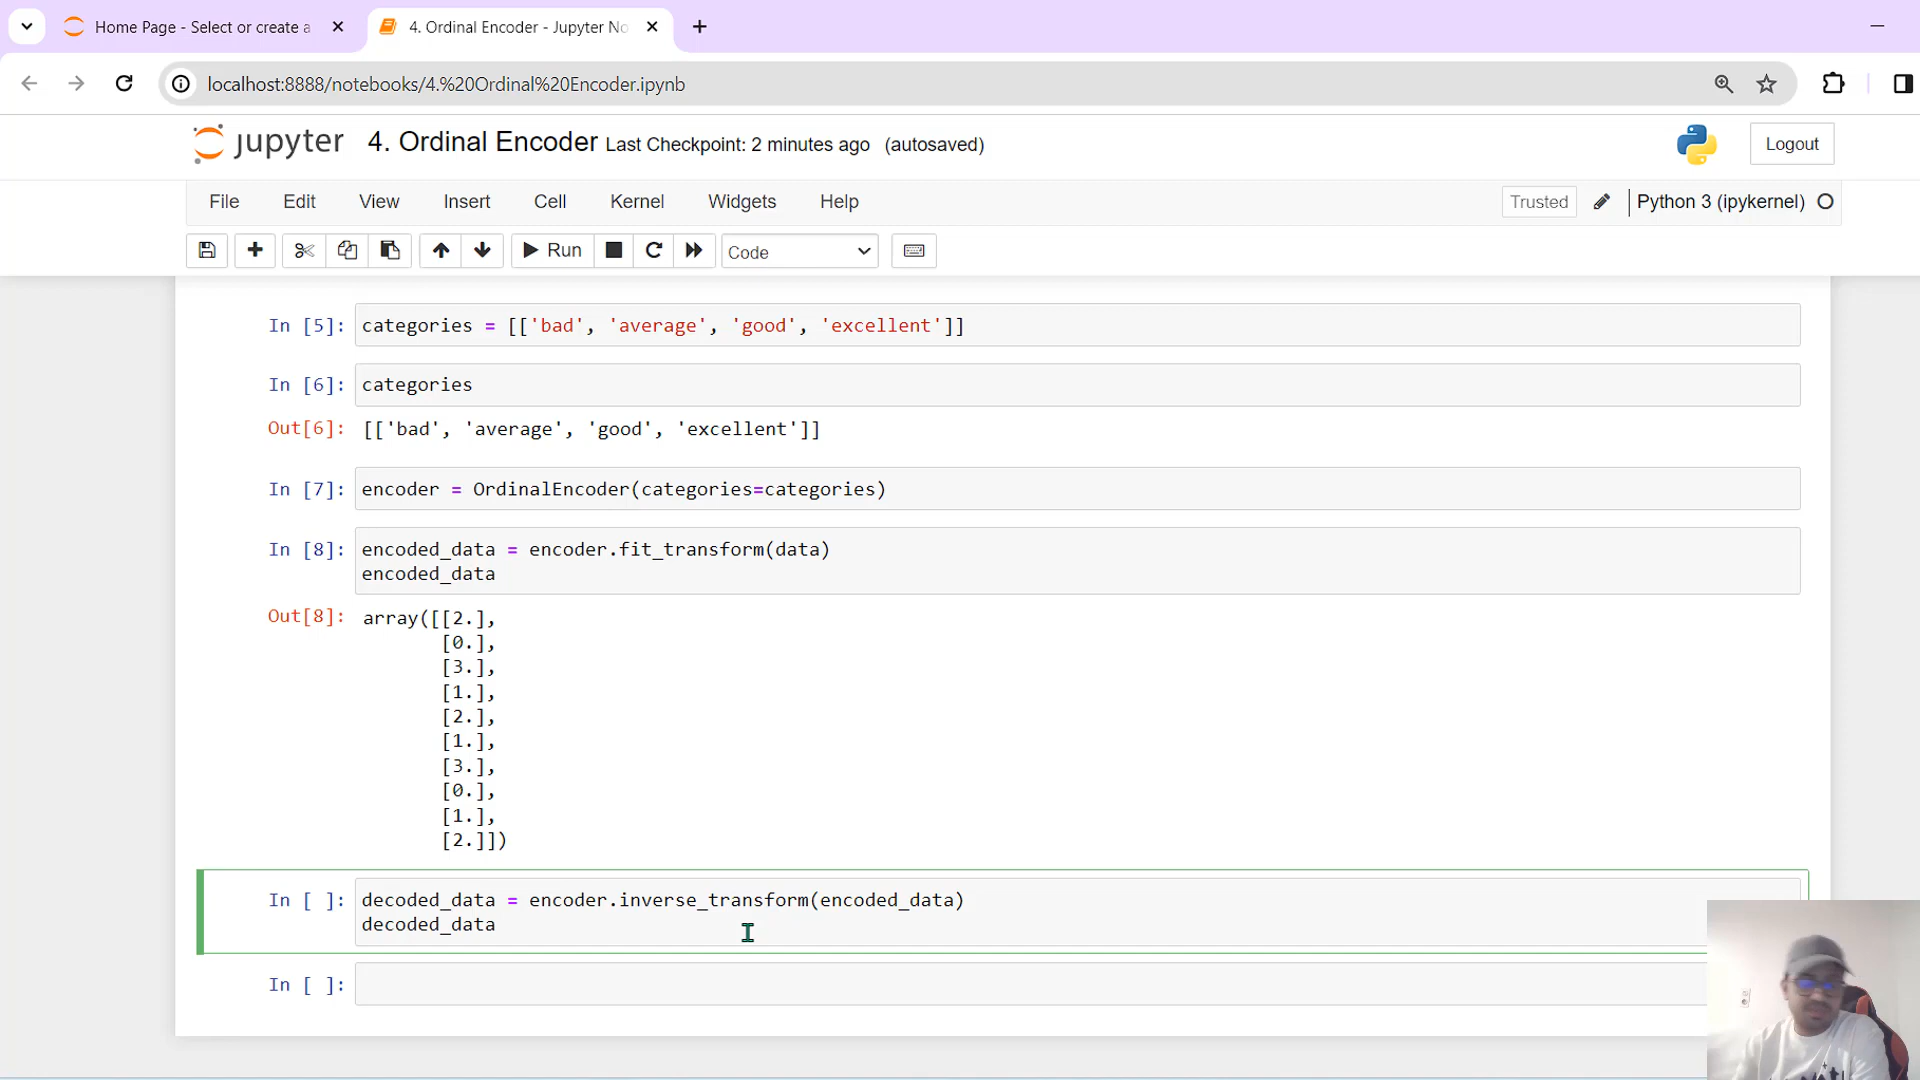 Home Page - Select or create a
4. Ordinal Encoder - Jupyter No
localhost:8888/notebooks/4.%20Ordinal%20Encoder.ipynb
jupyter 4. Ordinal Encoder Last Checkpoint: 2 minutes ago (autosaved)
Logout
File Edit View Insert Cell Kernel Widgets Help
Trusted Python 3 (ipykernel)
Run Code
In [5]: categories = [['bad', 'average', 'good', 'excellent']]
In [6]: categories
Out[6]: [['bad', 'average', 'good', 'excellent']]
In [7]: encoder = OrdinalEncoder(categories=categories)
In [8]: encoded_data = encoder.fit_transform(data)
encoded_data
Out[8]: array([[2.],
[0.],
[3.],
[1.],
[2.],
[1.],
[3.],
[0.],
[1.],
[2.]])
In [ ]: decoded_data = encoder.inverse_transform(encoded_data)
decoded_data
In [ ]: